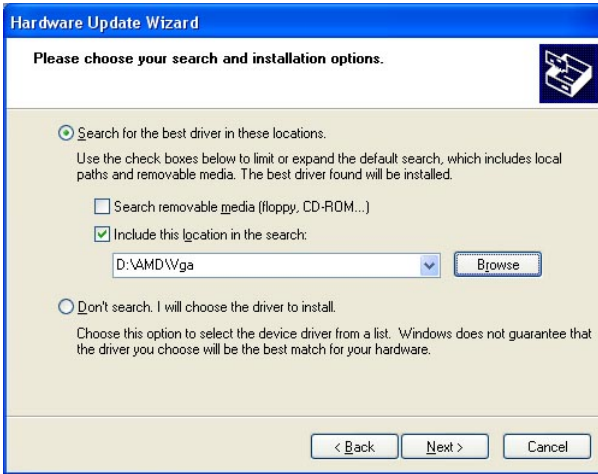 Hardware Update Wizard
Please choose your search and installation options.
Search for the best driver in these locations.
Use the check boxes below to limit or expand the default search, which includes local
paths and removable media. The best driver found will be installed.
Search removable media (floppy, CD-ROM...)
Include this location in the search:
D:\AMD\Vga
Browse
Don't search. I will choose the driver to install.
Choose this option to select the device driver from a list. Windows does not guarantee that
the driver you choose will be the best match for your hardware.
< Back Next > Cancel